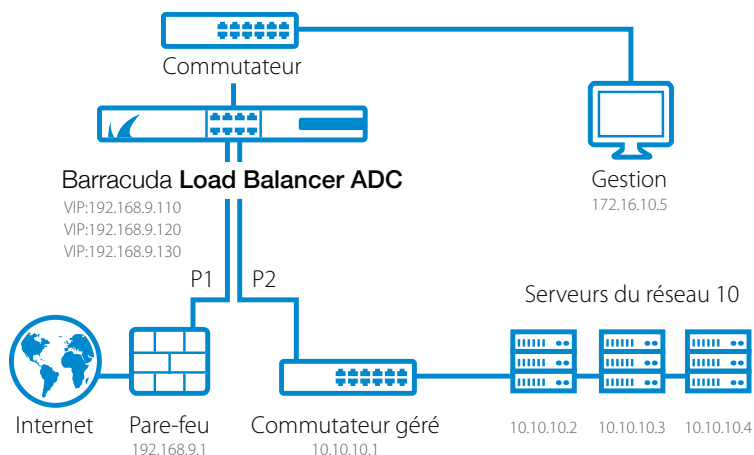 Commutateur
Barracuda Load Balancer ADC
VIP:192.168.9.110
VIP:192.168.9.120
VIP:192.168.9.130
Gestion
172.16.10.5
P1 P2
Serveurs du réseau 10
Internet
Pare-feu
192.168.9.1
Commutateur géré
10.10.10.1
10.10.10.2 10.10.10.3 10.10.10.4